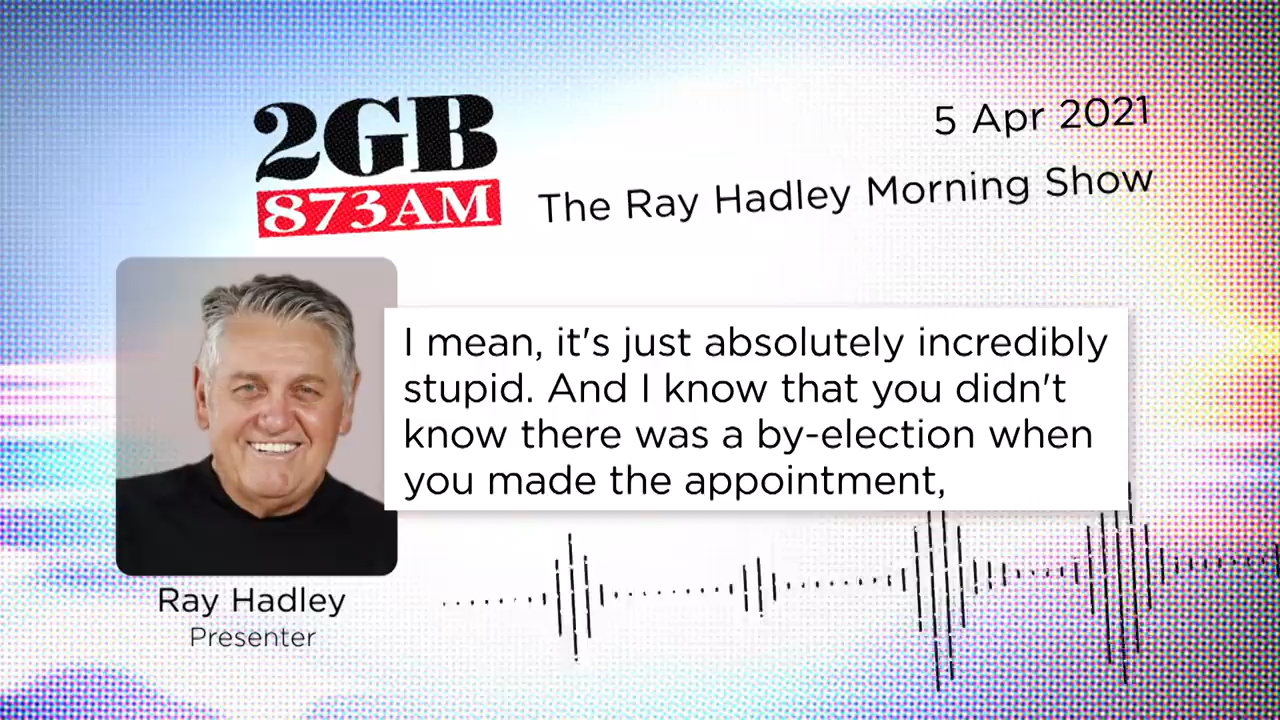 2GB
873AM
5 Apr 2021
The Ray Hadley Morning Show
I mean, it's just absolutely incredibly
stupid. And I know that you didn't
know there was a by-election when
you made the appointment,
Ray Hadley
Presenter